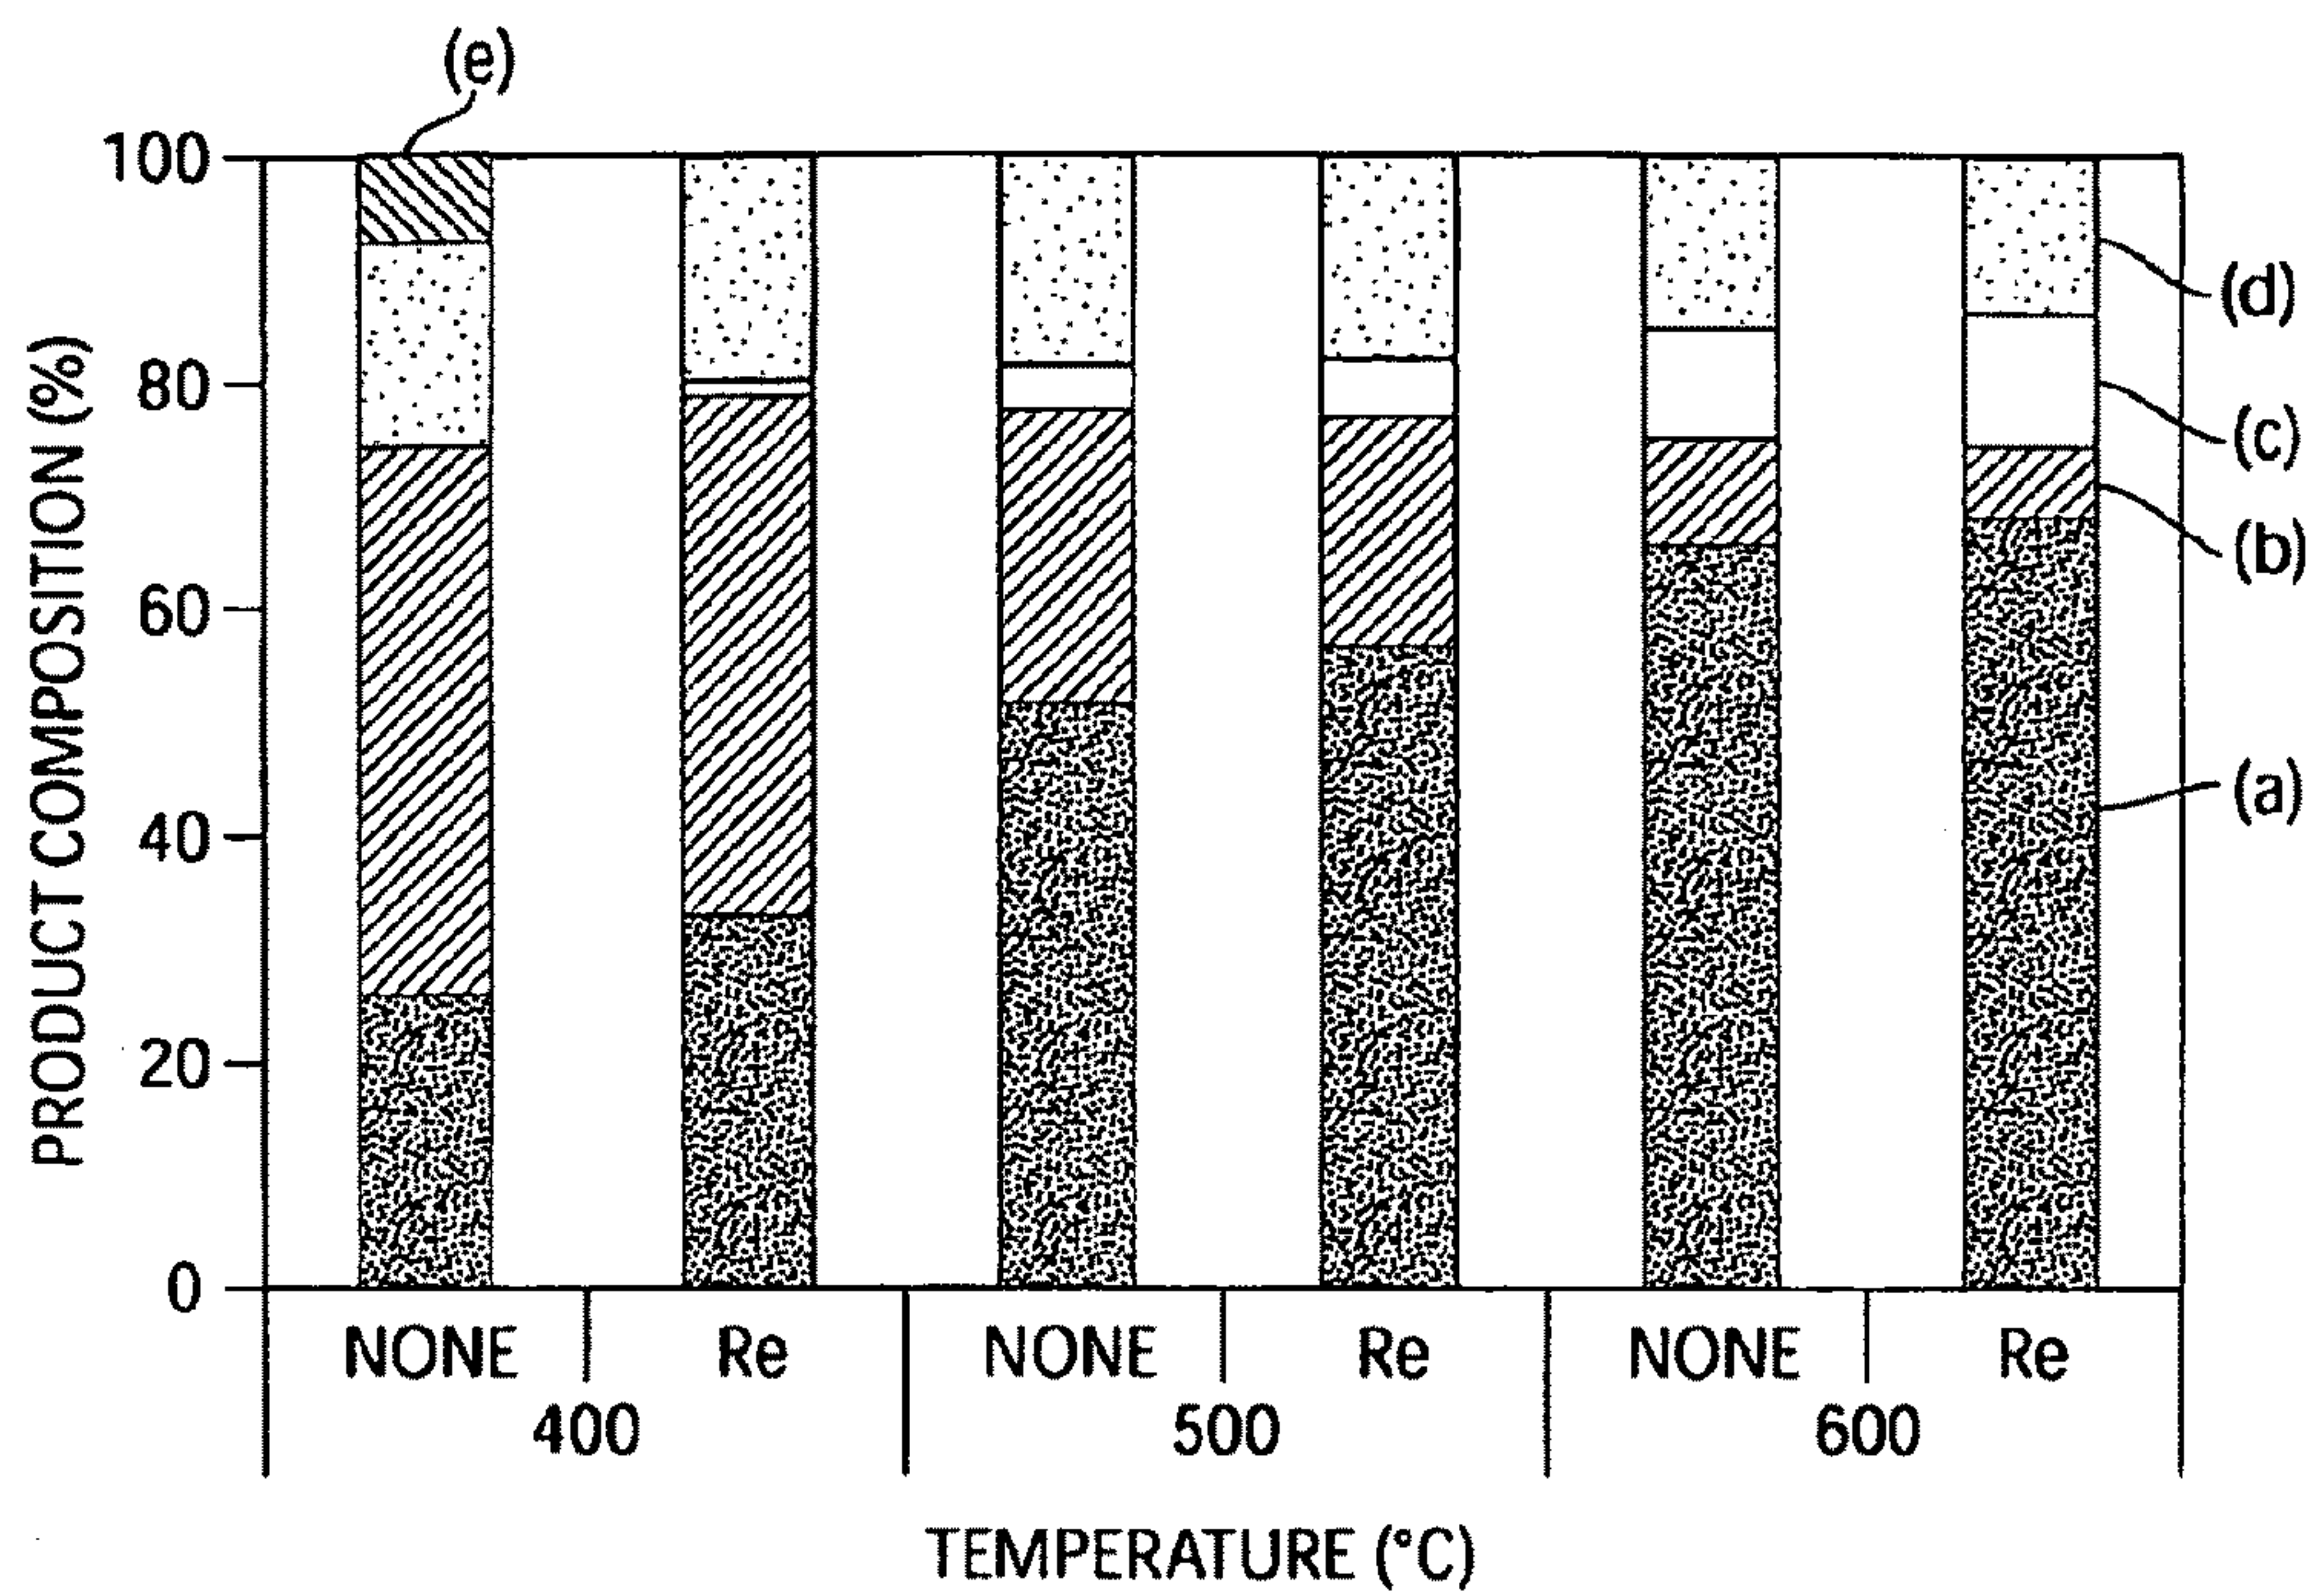 (e)
100
80
60
40
20
0
PRODUCT COMPOSITION (%)
(d)
(c)
(b)
(a)
NONE Re NONE Re NONE Re
400 500 600
TEMPERATURE (°C)